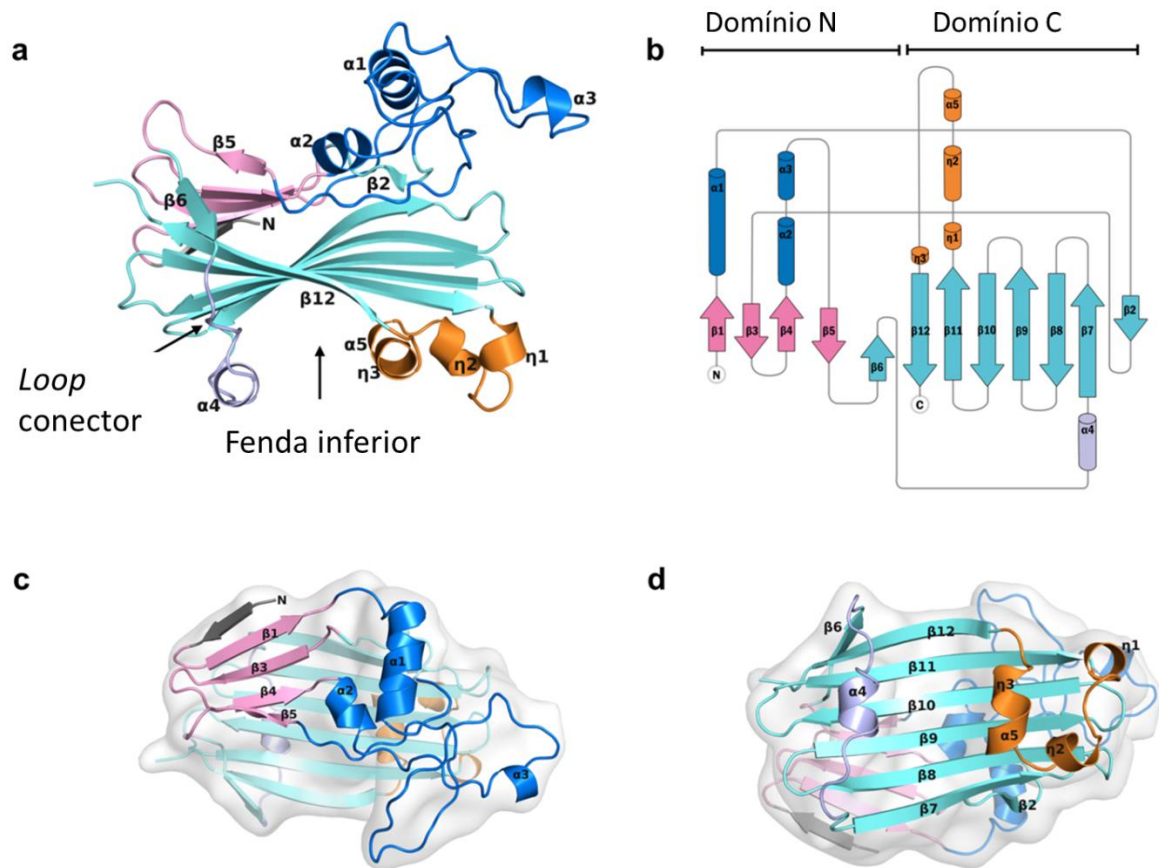 Domínio N
Domínio C
a
α1
α3
α2
β5
β2
β6
N
β12
α5
η3
η2
η1
α4
Loop
conector
Fenda inferior
b
α5
η2
α3
α1
α2
η1
η3
β1
β3
β4
β5
β6
β12
β11
β10
β9
β8
β7
β2
N
C
α4
c
N
β1
β3
α1
β4
α2
β5
α3
d
β6
β12
η1
β11
α4
η3
β10
α5
β9
η2
β8
β2
β7